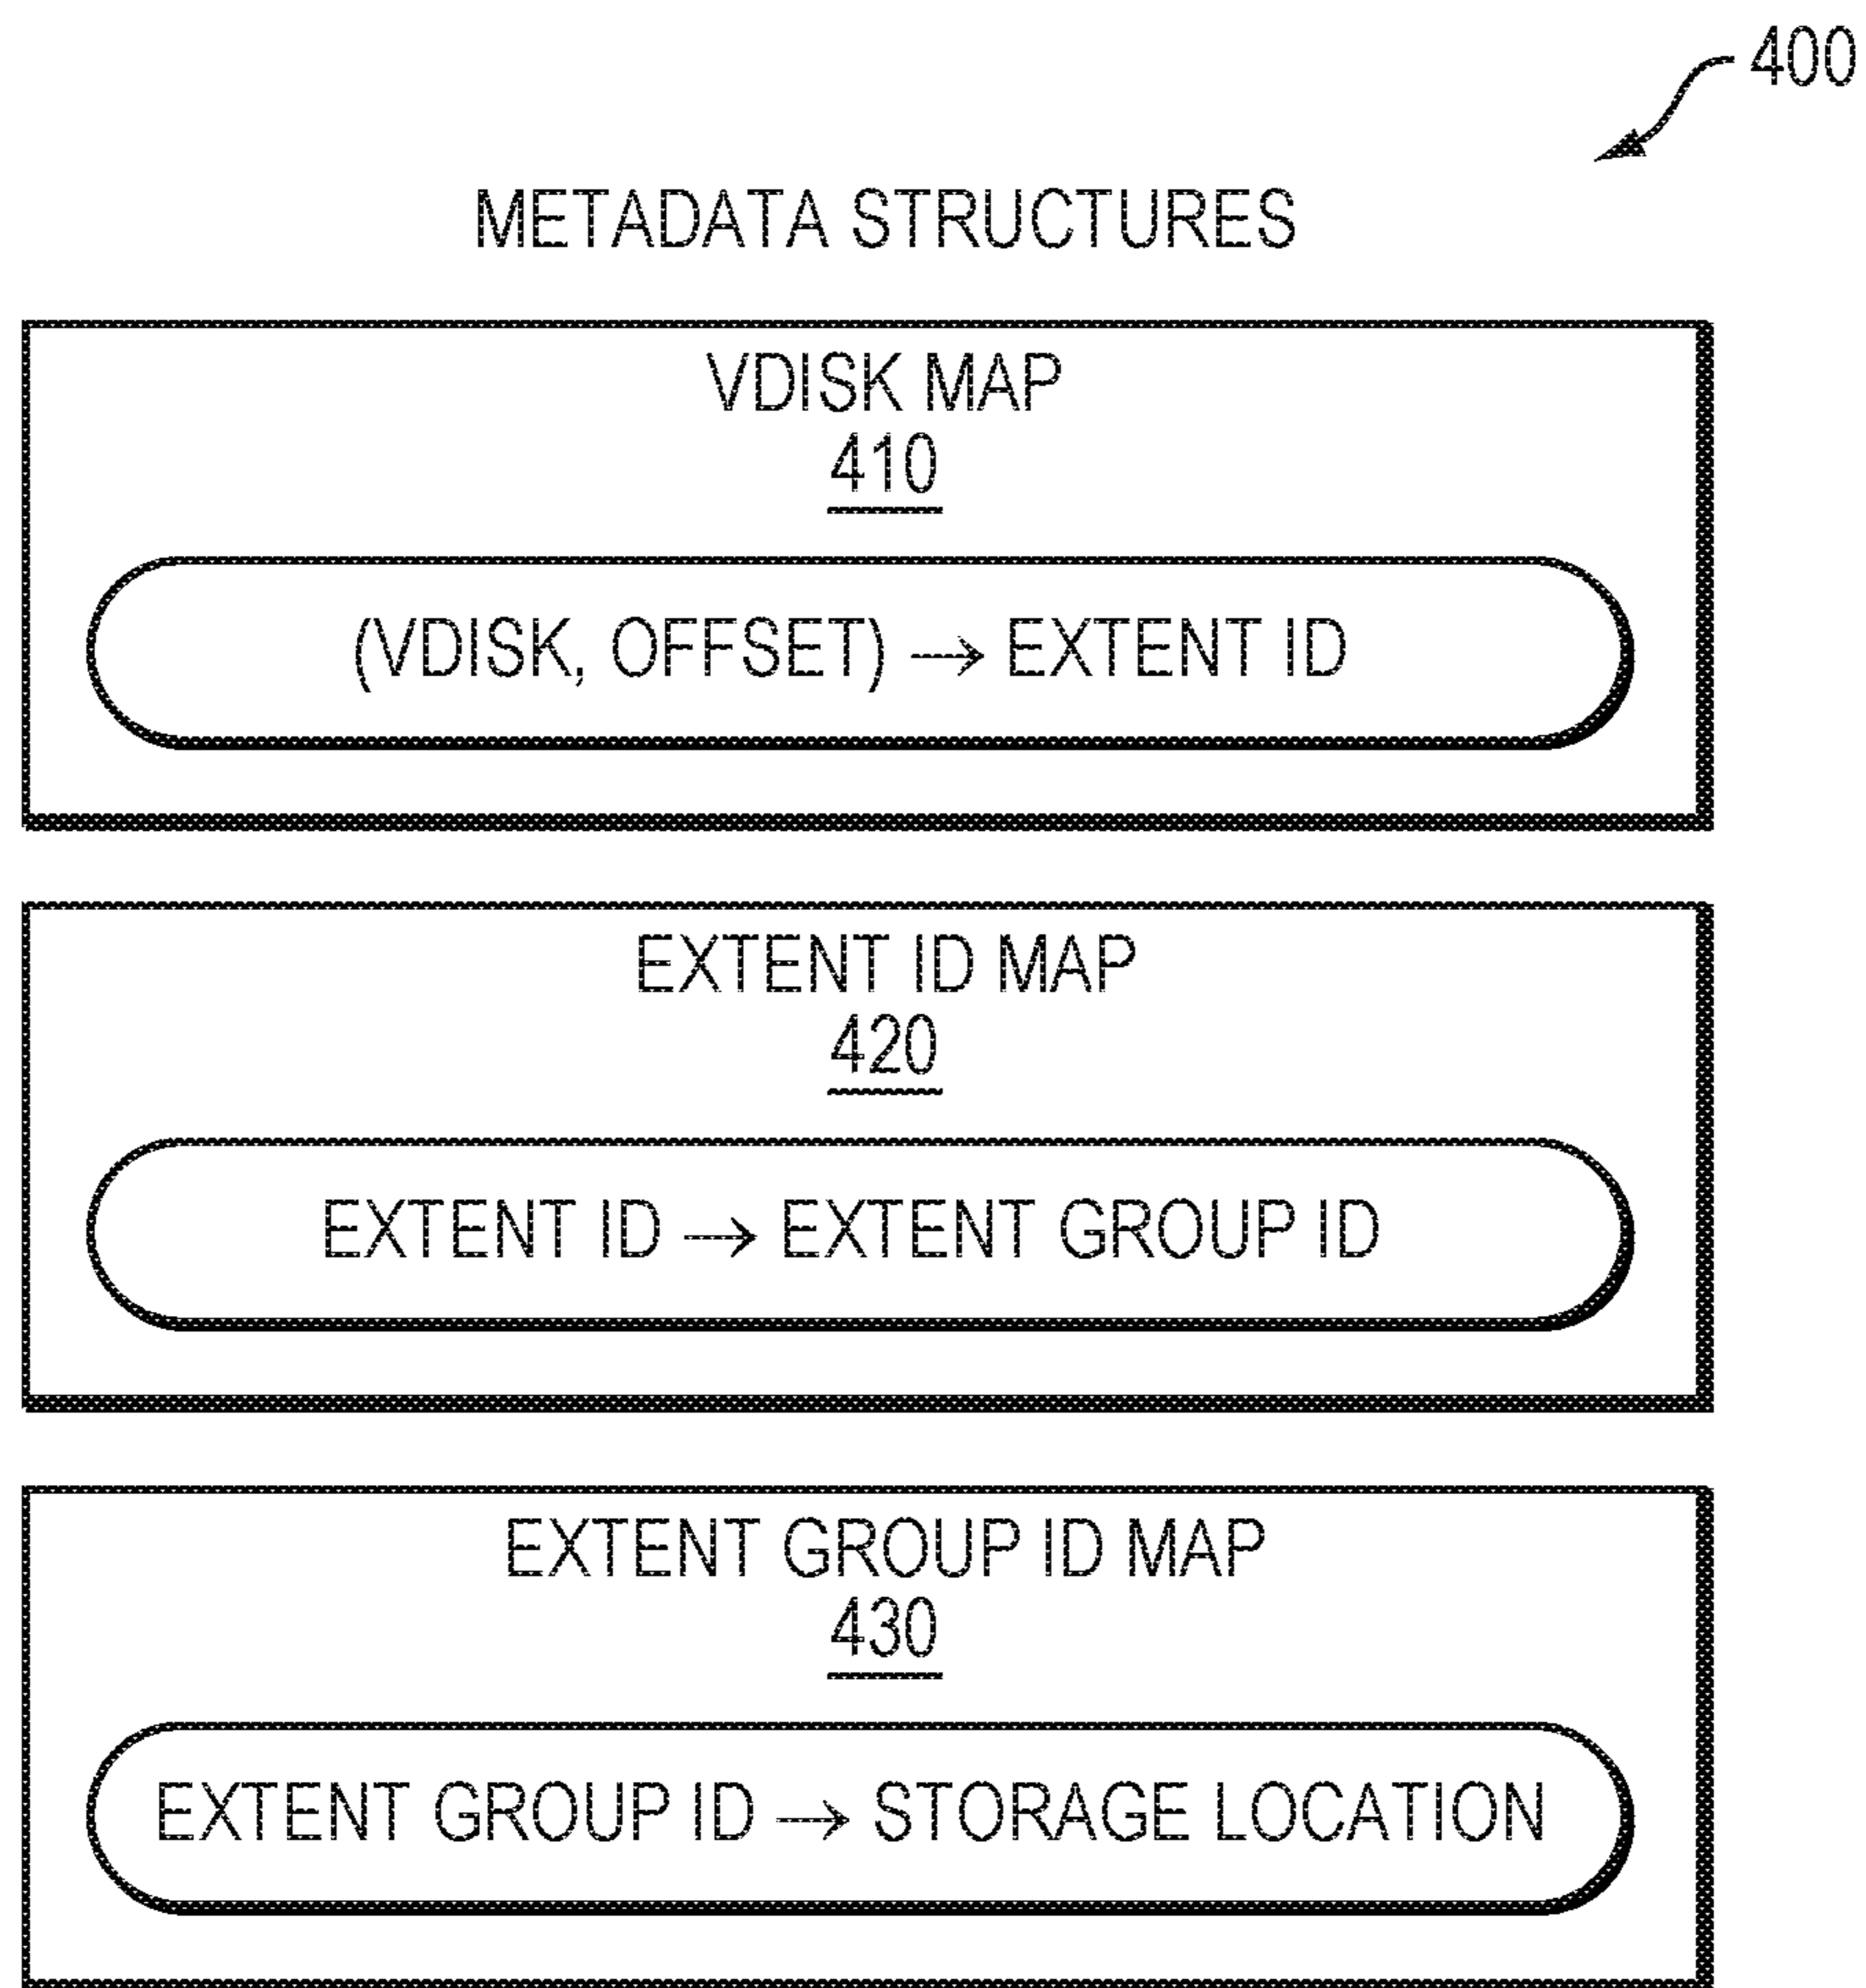 400
METADATA STRUCTURES
VDISK MAP
410
(VDISK, OFFSET) → EXTENT ID
EXTENT ID MAP
420
EXTENT ID → EXTENT GROUP ID
EXTENT GROUP ID MAP
430
EXTENT GROUP ID → STORAGE LOCATION